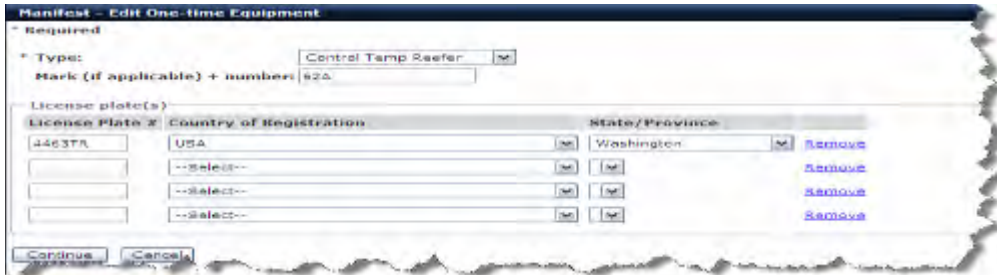 Manifest - Edit One-time Equipment
* Required
* Type: Control Temp Reefer
Mark (if applicable) + number: 62A
License plate(s)
License Plate # Country of Registration State/Province
4463TR USA Washington Remove
--Select-- Remove
--Select-- Remove
--Select-- Remove
Continue Cancel